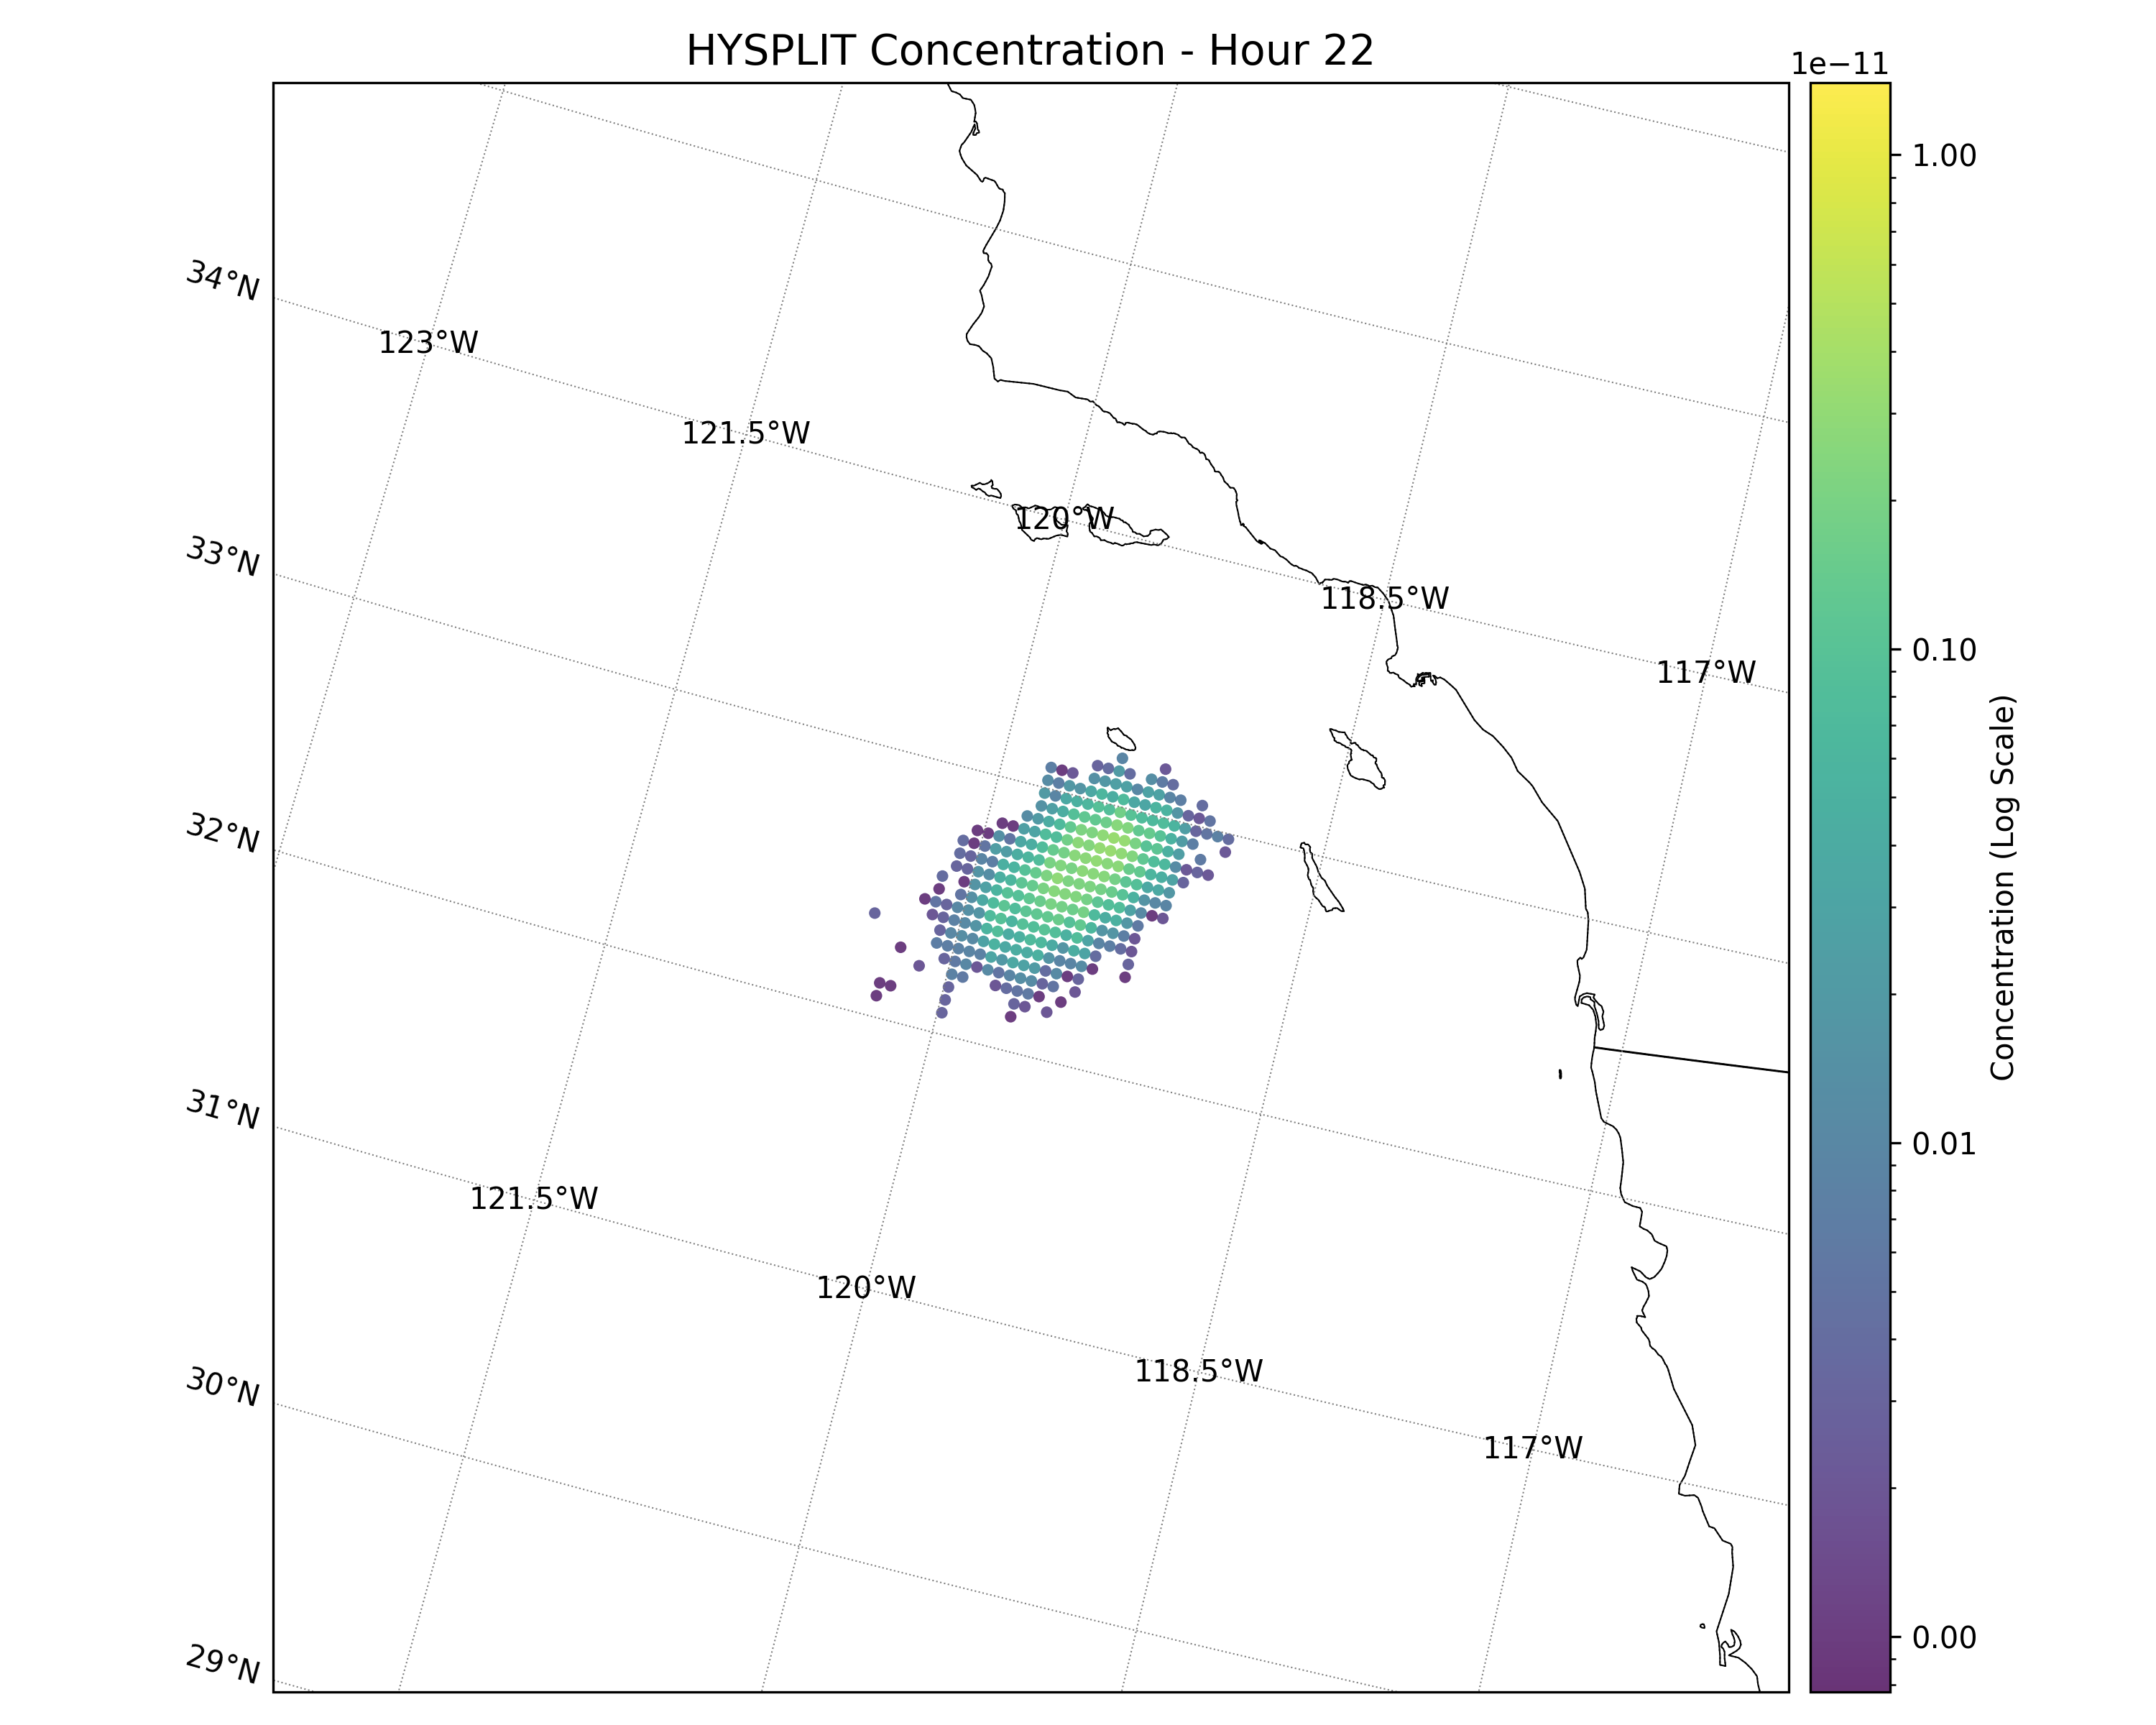 HYSPLIT Concentration - Hour 22
1e−11
34°N
123°W
121.5°W
120°W
118.5°W
117°W
33°N
32°N
31°N
121.5°W
120°W
118.5°W
117°W
30°N
29°N
1.00
0.10
0.01
0.00
Concentration (Log Scale)